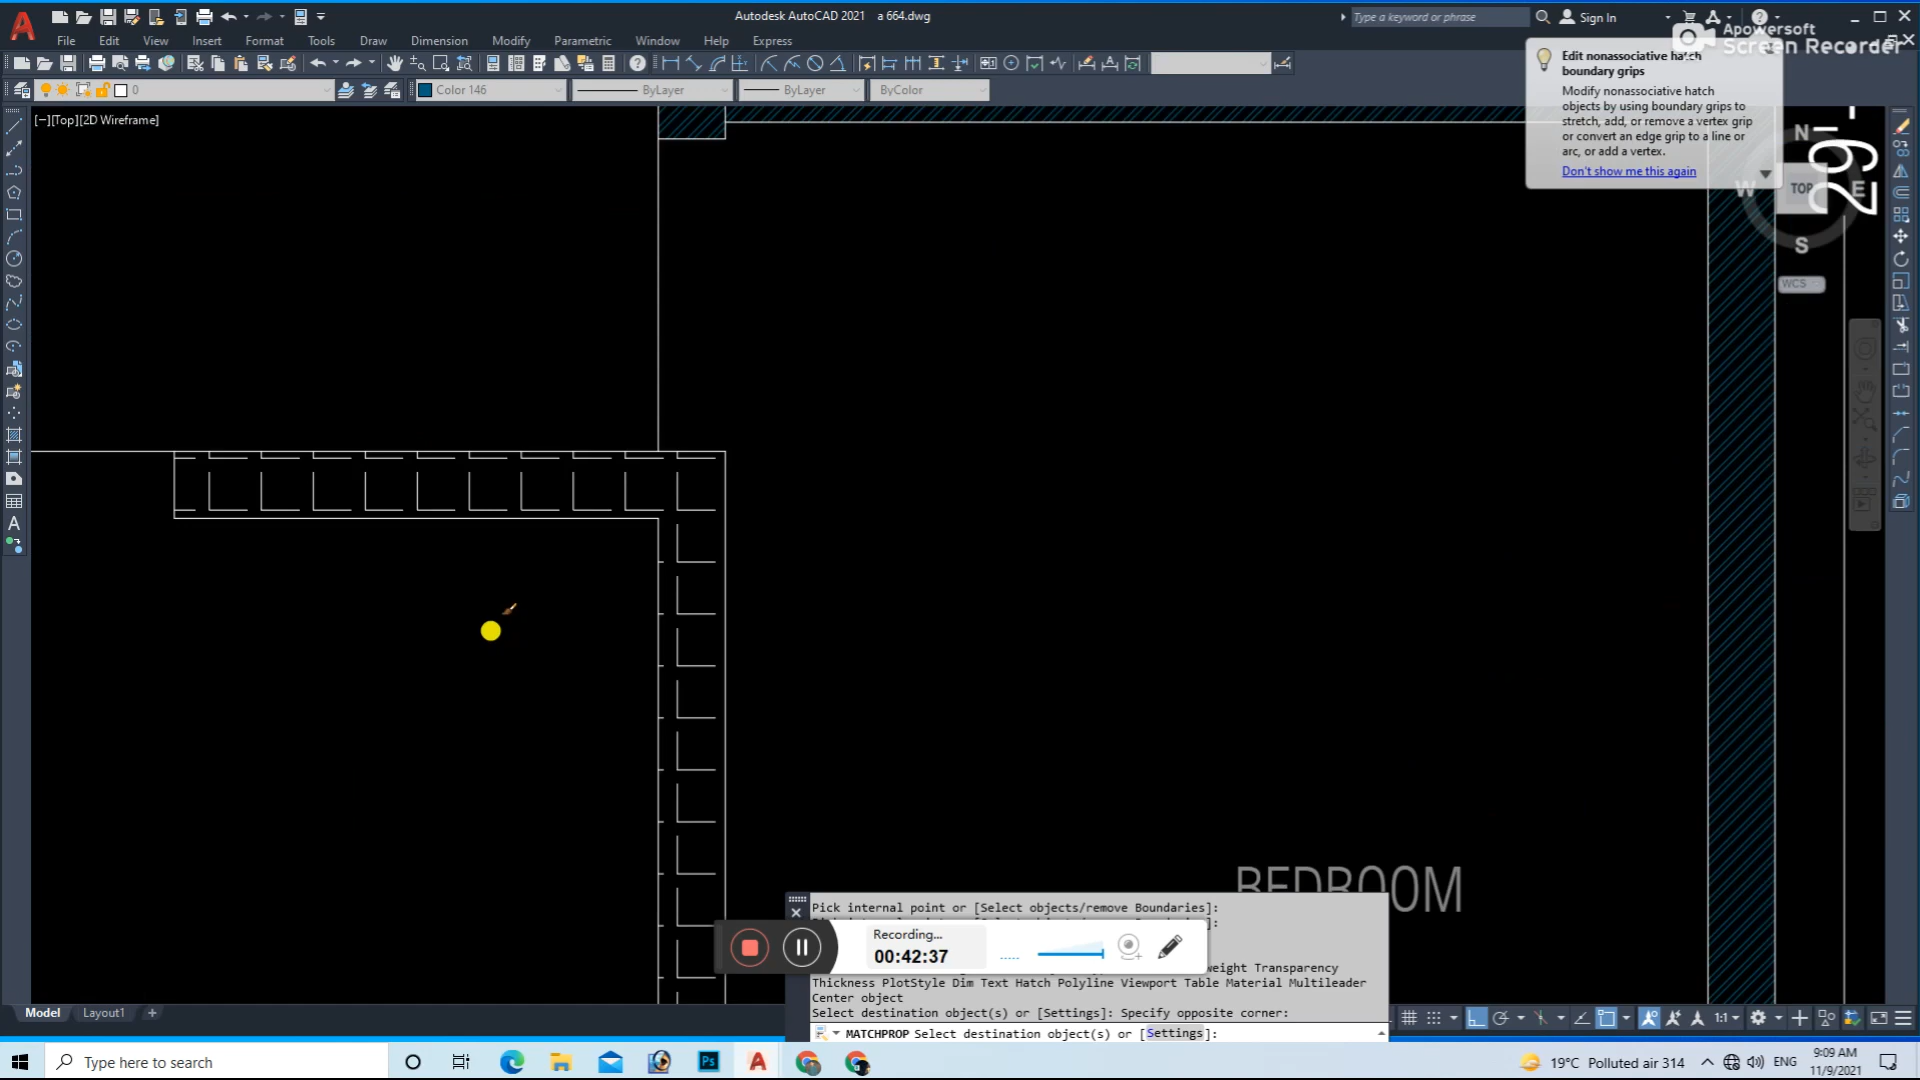 Autodesk AutoCAD 2021 a 664.dwg
Type a keyword or phrase
Sign In
File Edit View Insert Format Tools Draw Dimension Modify Parametric Window Help Express
Apowersoft
Screen Recorder
0
Color 146
ByLayer
ByLayer
ByColor
[−][Top][2D Wireframe]
Edit nonassociative hatch
boundary grips
Modify nonassociative hatch
objects by using boundary grips to
stretch, add, or remove a vertex grip
or convert an edge grip to a line or
arc, or add a vertex.
Don't show me this again
N
W TOP E
S
WCS
BEDROOM
Pick internal point or [Select objects/remove Boundaries]:
Recording...
00:42:37
weight Transparency
Thickness PlotStyle Dim Text Hatch Polyline Viewport Table Material Multileader
Center object
Select destination object(s) or [Settings]: Specify opposite corner:
MATCHPROP Select destination object(s) or [Settings]:
Model Layout1 +
1:1
Type here to search
19°C Polluted air 314
ENG
9:09 AM
11/9/2021